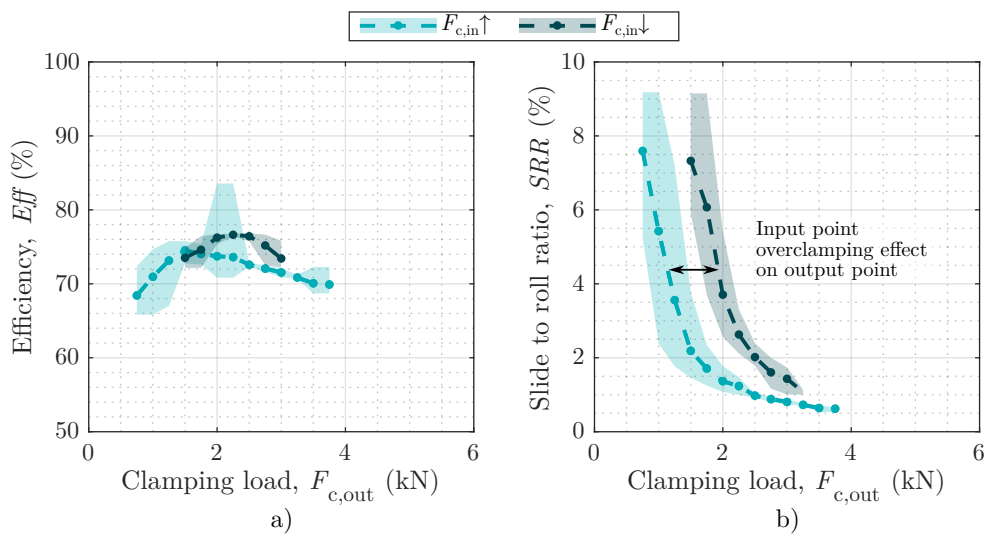 F_c,in↑ F_c,in↓
100
90
80
70
60
50
0 2 4 6
Efficiency, Eff (%)
Clamping load, F_c,out (kN)
a)
10
8
6
4
2
0
0 2 4 6
Slide to roll ratio, SRR (%)
Input point
overclamping effect
on output point
Clamping load, F_c,out (kN)
b)